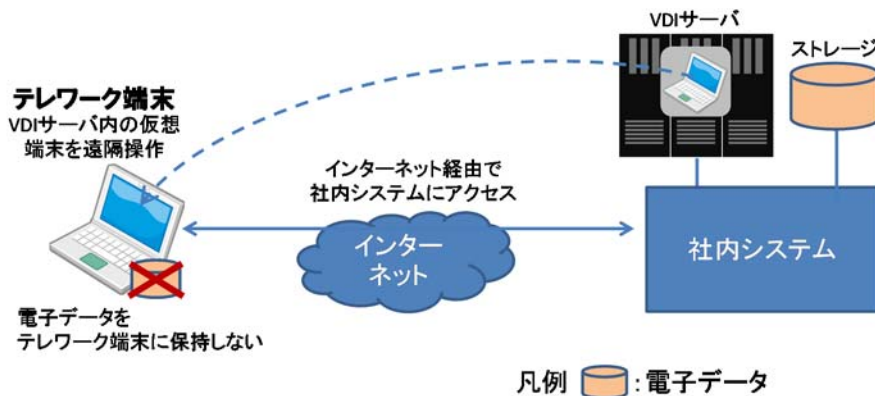 VDIサーバ
ストレージ
テレワーク端末
VDIサーバ内の仮想
端末を遠隔操作
インターネット経由で
社内システムにアクセス
インター
ネット
社内システム
電子データを
テレワーク端末に保持しない
凡例 :電子データ